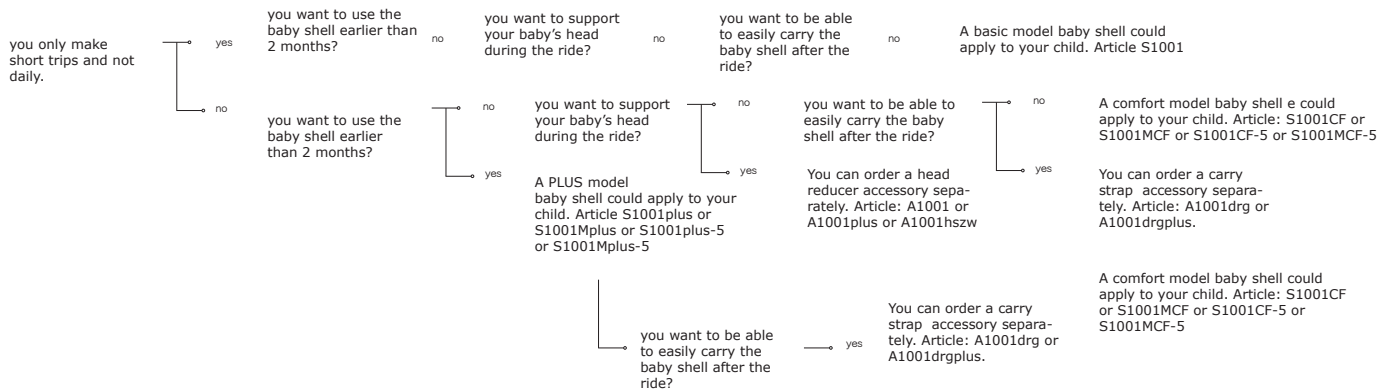 you only make
short trips and not
daily.
yes
you want to use the
baby shell earlier than
2 months?
no
you want to support
your baby’s head
during the ride?
no
you want to be able
to easily carry the
baby shell after the
ride?
no
A basic model baby shell could
apply to your child. Article S1001
no
you want to use the
baby shell earlier
than 2 months?
no
you want to support
your baby’s head
during the ride?
no
you want to be able to
easily carry the baby
shell after the ride?
no
A comfort model baby shell e could
apply to your child. Article: S1001CF or
S1001MCF or S1001CF-5 or S1001MCF-5
yes
A PLUS model
baby shell could apply to your
child. Article S1001plus or
S1001Mplus or S1001plus-5
or S1001Mplus-5
yes
You can order a head
reducer accessory sepa-
rately. Article: A1001 or
A1001plus or A1001hszw
yes
You can order a carry
strap  accessory separa-
tely. Article: A1001drg or
A1001drgplus.
A comfort model baby shell could
apply to your child. Article: S1001CF
or S1001MCF or S1001CF-5 or
S1001MCF-5
you want to be able
to easily carry the
baby shell after the
ride?
yes
You can order a carry
strap  accessory separa-
tely. Article: A1001drg or
A1001drgplus.